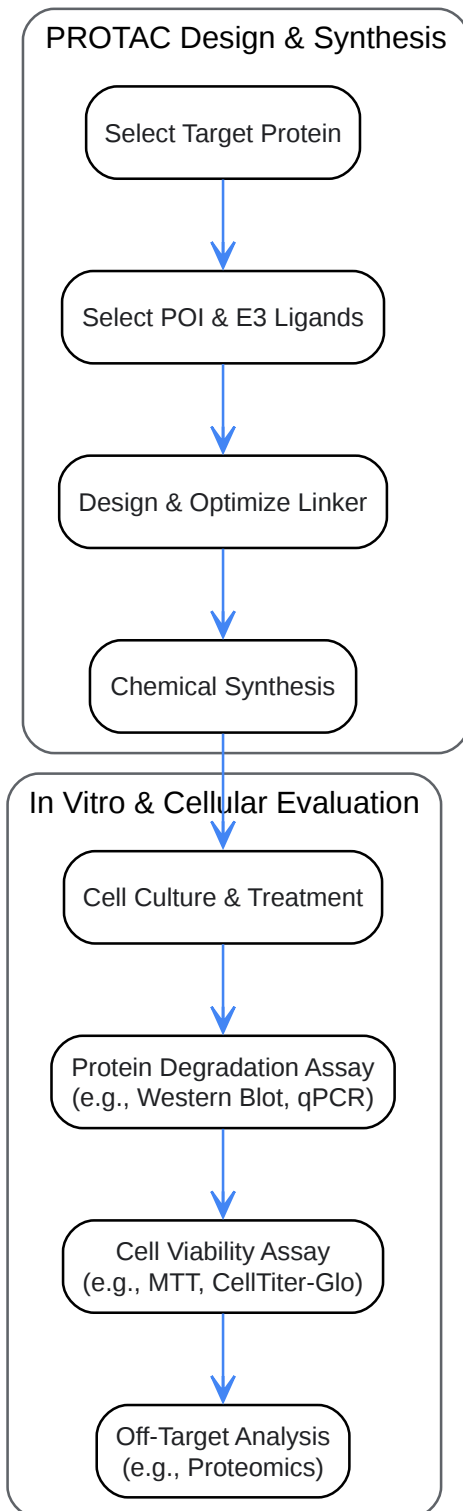 PROTAC Design & Synthesis
Select Target Protein
Select POI & E3 Ligands
Design & Optimize Linker
Chemical Synthesis
In Vitro & Cellular Evaluation
Cell Culture & Treatment
Protein Degradation Assay
(e.g., Western Blot, qPCR)
Cell Viability Assay
(e.g., MTT, CellTiter-Glo)
Off-Target Analysis
(e.g., Proteomics)